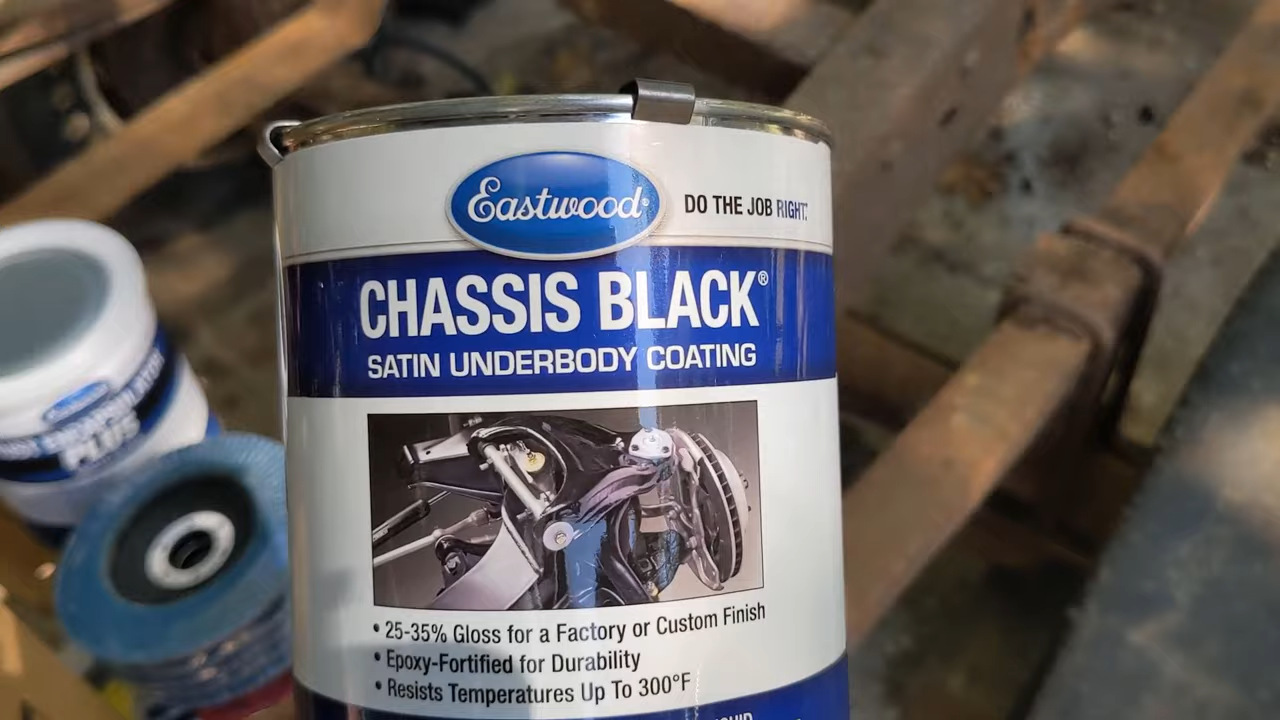 Eastwood®
DO THE JOB RIGHT.
CHASSIS BLACK®
SATIN UNDERBODY COATING
• 25-35% Gloss for a Factory or Custom Finish
• Epoxy-Fortified for Durability
• Resists Temperatures Up To 300°F
PLUS